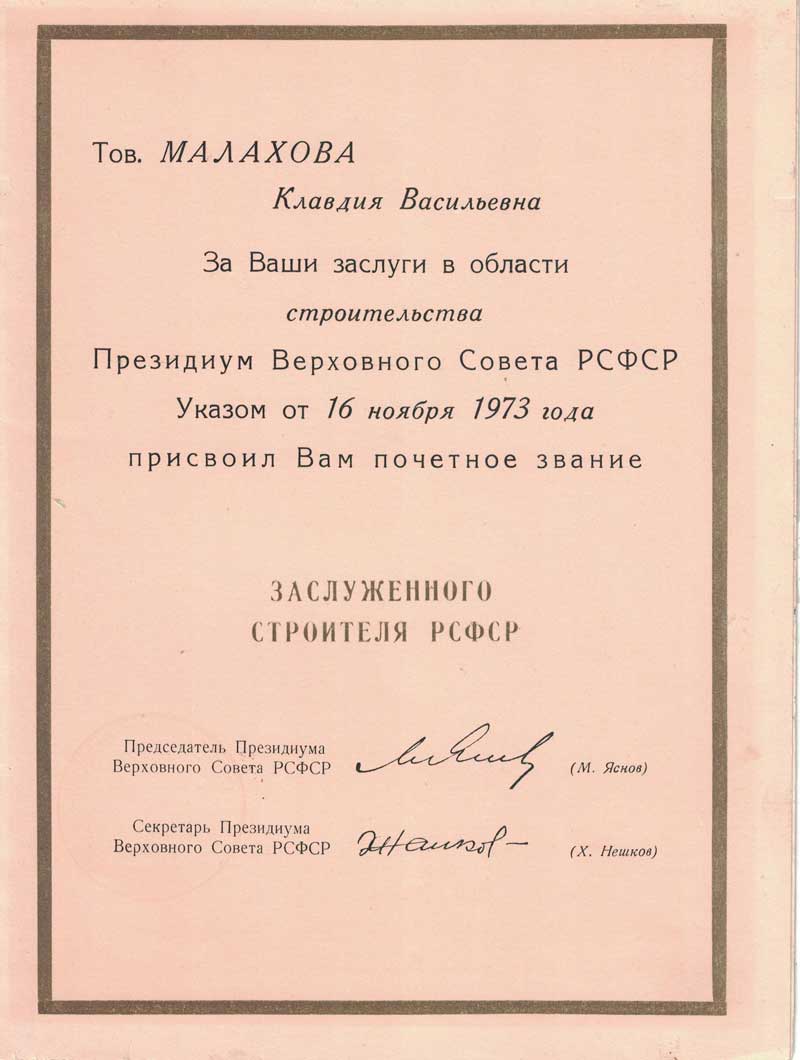 Тов. МАЛАХОВА
Клавдия Васильевна
За Ваши заслуги в области
строительства
Президиум Верховного Совета РСФСР
Указом от 16 ноября 1973 года
присвоил Вам почетное звание
ЗАСЛУЖЕННОГО
СТРОИТЕЛЯ РСФСР
Председатель Президиума
Верховного Совета РСФСР
(М. Яснов)
Секретарь Президиума
Верховного Совета РСФСР
(Х. Нешков)